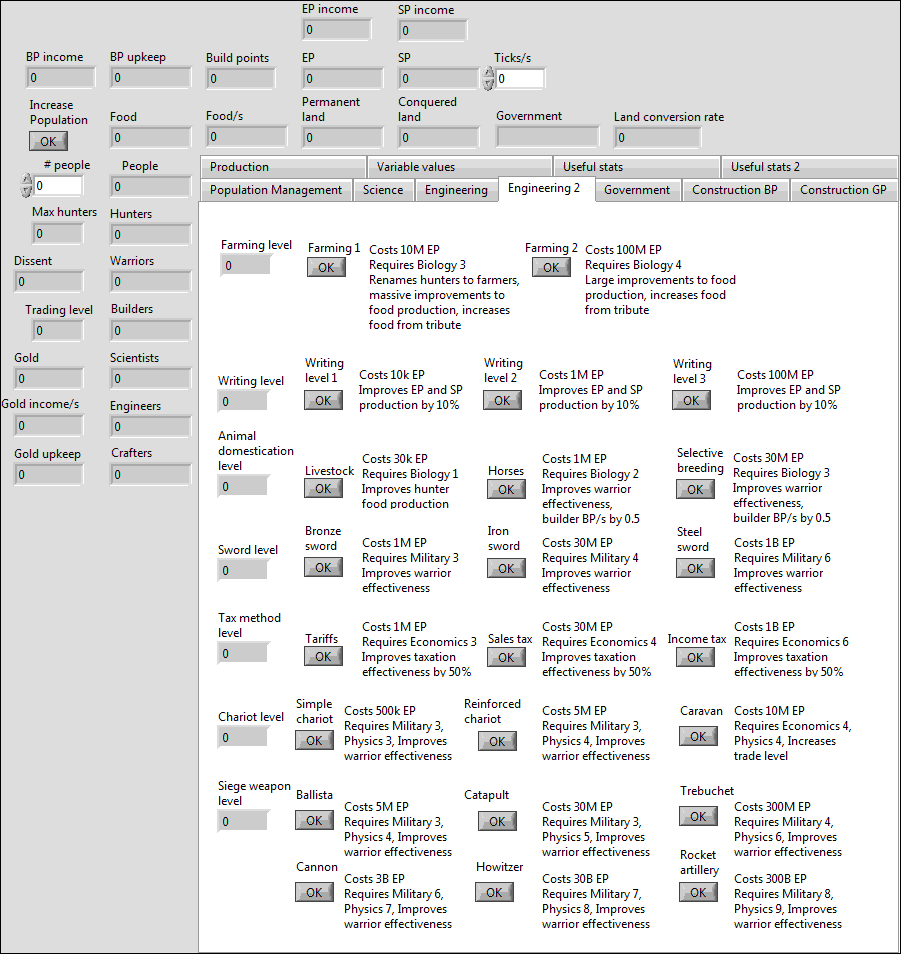 EP income
SP income
0
0
BP income
BP upkeep
Build points
EP
SP
Ticks/s
0
0
0
0
0
0
Increase
Population
Food
Food/s
Permanent
land
Conquered
land
Government
Land conversion rate
OK
0
0
0
0
0
0
# people
People
0
0
Production
Variable values
Useful stats
Useful stats 2
Population Management
Science
Engineering
Engineering 2
Government
Construction BP
Construction GP
Max hunters
Hunters
0
0
Dissent
Warriors
0
0
Trading level
Builders
0
0
Gold
Scientists
0
0
Gold income/s
Engineers
0
0
Gold upkeep
Crafters
0
0
Farming level
0
Farming 1
OK
Costs 10M EP
Requires Biology 3
Renames hunters to farmers,
massive improvements to
food production, increases
food from tribute
Farming 2
OK
Costs 100M EP
Requires Biology 4
Large improvements to food
production, increases food
from tribute
Writing level
0
Writing
level 1
OK
Costs 10k EP
Improves EP and SP
production by 10%
Writing
level 2
OK
Costs 1M EP
Improves EP and SP
production by 10%
Writing
level 3
OK
Costs 100M EP
Improves EP and SP
production by 10%
Animal
domestication
level
0
Livestock
OK
Costs 30k EP
Requires Biology 1
Improves hunter
food production
Horses
OK
Costs 1M EP
Requires Biology 2
Improves warrior
effectiveness,
builder BP/s by 0.5
Selective
breeding
OK
Costs 30M EP
Requires Biology 3
Improves warrior
effectiveness,
builder BP/s by 0.5
Sword level
0
Bronze
sword
OK
Costs 1M EP
Requires Military 3
Improves warrior
effectiveness
Iron
sword
OK
Costs 30M EP
Requires Military 4
Improves warrior
effectiveness
Steel
sword
OK
Costs 1B EP
Requires Military 6
Improves warrior
effectiveness
Tax method
level
0
Tariffs
OK
Costs 1M EP
Requires Economics 3
Improves taxation
effectiveness by 50%
Sales tax
OK
Costs 30M EP
Requires Economics 4
Improves taxation
effectiveness by 50%
Income tax
OK
Costs 1B EP
Requires Economics 6
Improves taxation
effectiveness by 50%
Chariot level
0
Simple
chariot
OK
Costs 500k EP
Requires Military 3,
Physics 3, Improves
warrior effectiveness
Reinforced
chariot
OK
Costs 5M EP
Requires Military 3,
Physics 4, Improves
warrior effectiveness
Caravan
OK
Costs 10M EP
Requires Economics 4,
Physics 4, Increases
trade level
Siege weapon
level
0
Ballista
OK
Costs 5M EP
Requires Military 3,
Physics 4, Improves
warrior effectiveness
Catapult
OK
Costs 30M EP
Requires Military 3,
Physics 5, Improves
warrior effectiveness
Trebuchet
OK
Costs 300M EP
Requires Military 4,
Physics 6, Improves
warrior effectiveness
Cannon
OK
Costs 3B EP
Requires Military 6,
Physics 7, Improves
warrior effectiveness
Howitzer
OK
Costs 30B EP
Requires Military 7,
Physics 8, Improves
warrior effectiveness
Rocket
artillery
OK
Costs 300B EP
Requires Military 8,
Physics 9, Improves
warrior effectiveness